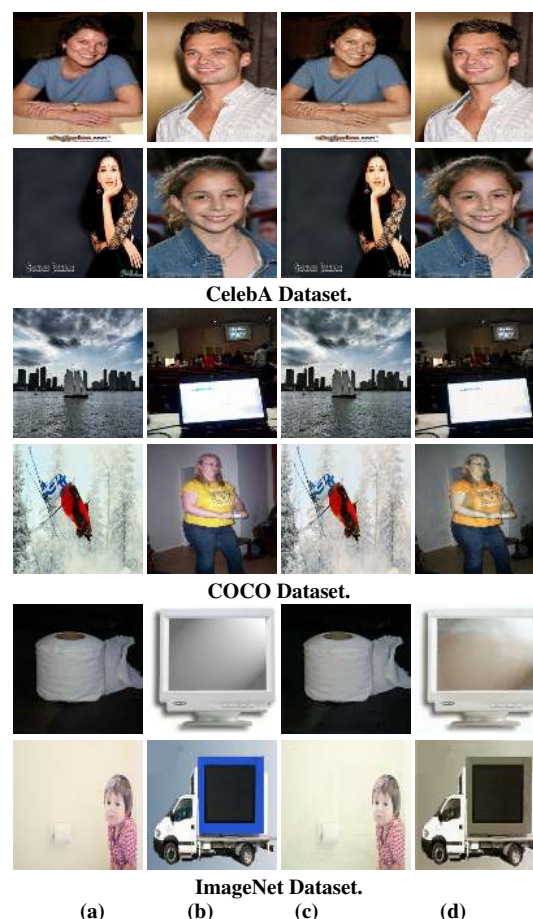 CelebA Dataset.
COCO Dataset.
ImageNet Dataset.
(a) (b) (c) (d)